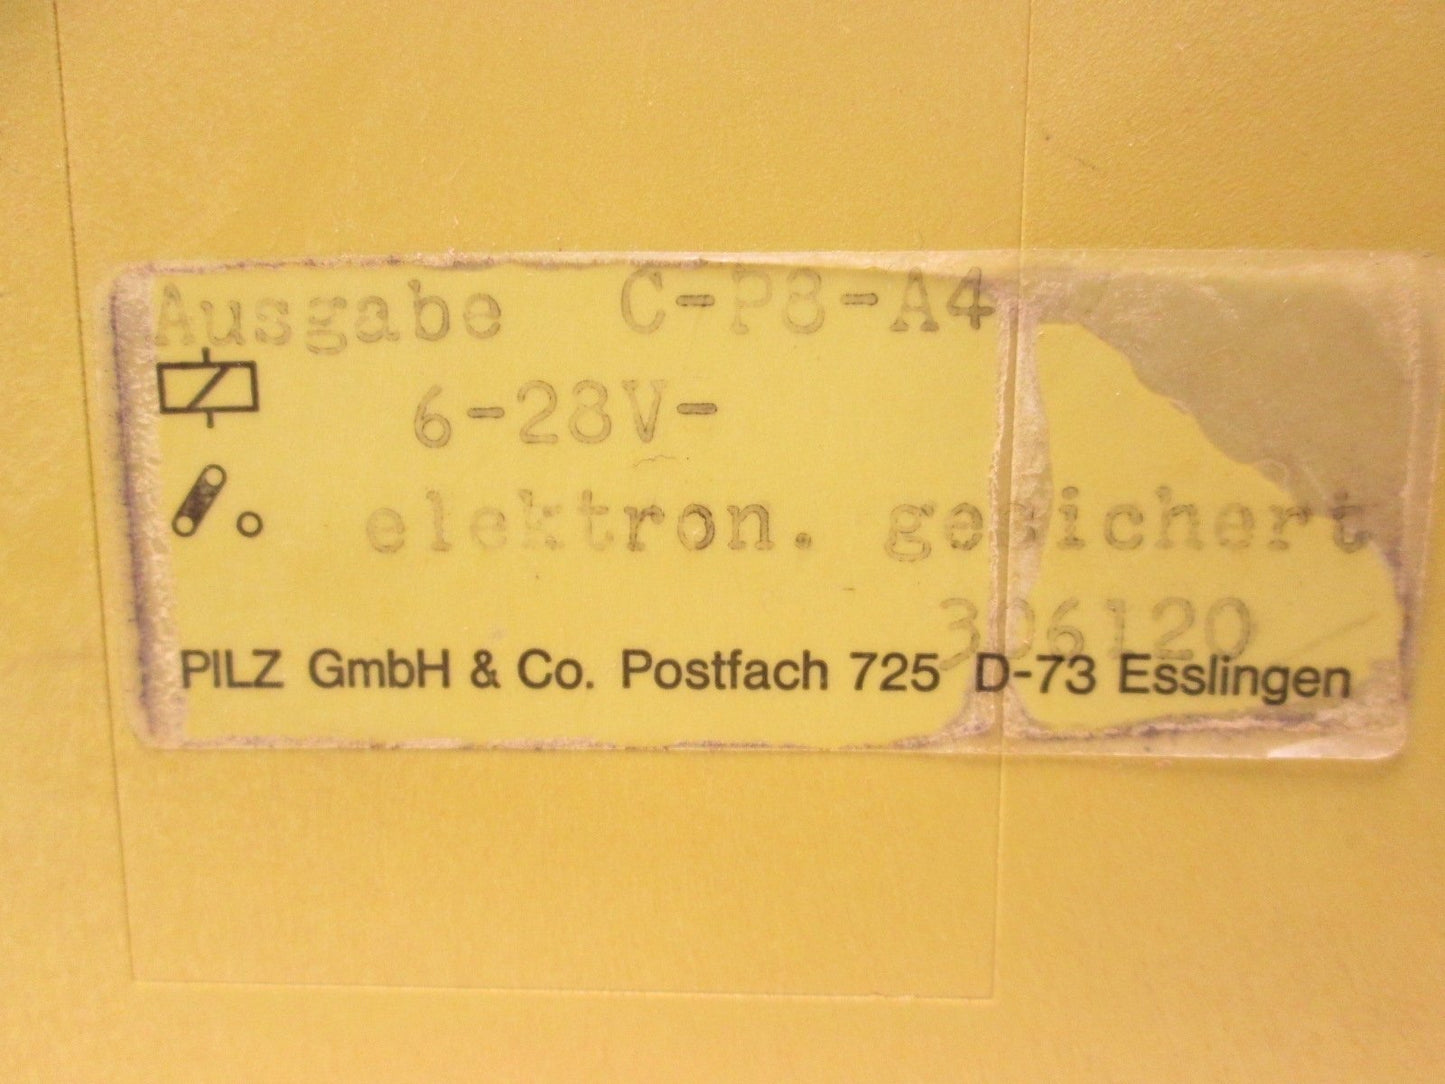 Ausgabe C-P8-A4
6-28V-
elektron. gesichert
306120
PILZ GmbH & Co. Postfach 725 D-73 Esslingen